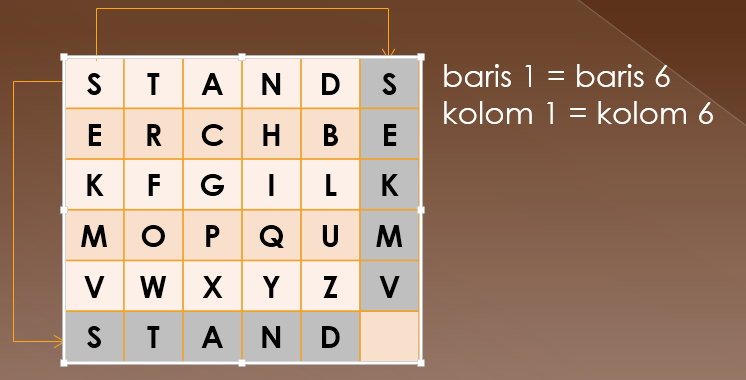 S T A N D S
E R C H B E
K F G I L K
M O P Q U M
V W X Y Z V
S T A N D
baris 1 = baris 6
kolom 1 = kolom 6